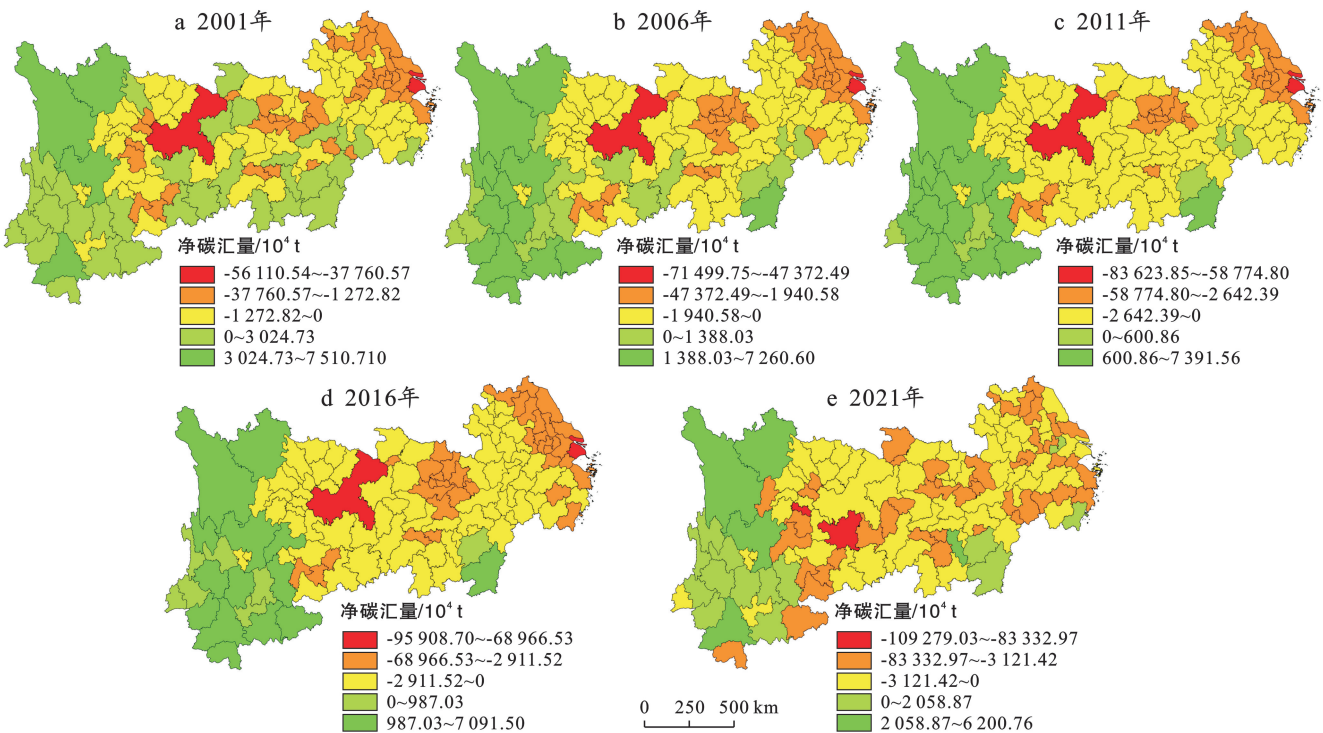 a 2001年
b 2006年
c 2011年
净碳汇量/10⁴ t
-56 110.54~-37 760.57
-37 760.57~-1 272.82
-1 272.82~0
0~3 024.73
3 024.73~7 510.710
净碳汇量/10⁴ t
-71 499.75~-47 372.49
-47 372.49~-1 940.58
-1 940.58~0
0~1 388.03
1 388.03~7 260.60
净碳汇量/10⁴ t
-83 623.85~-58 774.80
-58 774.80~-2 642.39
-2 642.39~0
0~600.86
600.86~7 391.56
d 2016年
e 2021年
净碳汇量/10⁴ t
-95 908.70~-68 966.53
-68 966.53~-2 911.52
-2 911.52~0
0~987.03
987.03~7 091.50
0 250 500 km
净碳汇量/10⁴ t
-109 279.03~-83 332.97
-83 332.97~-3 121.42
-3 121.42~0
0~2 058.87
2 058.87~6 200.76